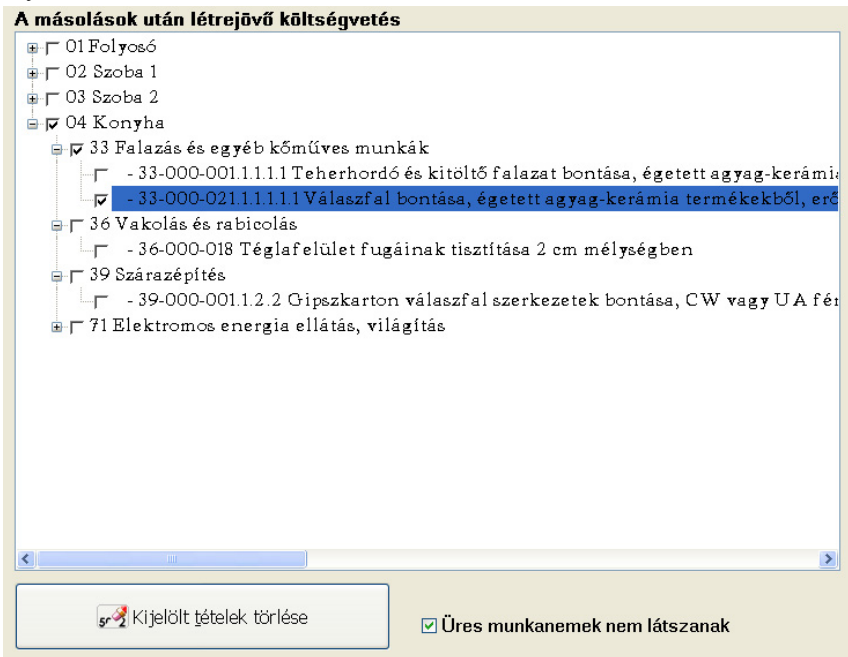 A másolások után létrejövő költségvetés
01 Folyosó
02 Szoba 1
03 Szoba 2
04 Konyha
33 Falazás és egyéb kőműves munkák
- 33-000-001.1.1.1.1 Teherhordó és kitöltő falazat bontása, égetett agyag-kerámia
- 33-000-021.1.1.1.1.1 Válaszfal bontása, égetett agyag-kerámia termékekből, erő
36 Vakolás és rabicolás
- 36-000-018 Téglafelület fugáinak tisztítása 2 cm mélységben
39 Szárazépítés
- 39-000-001.1.2.2 Gipszkarton válaszfal szerkezetek bontása, CW vagy UA fé
71 Elektromos energia ellátás, világítás
Kijelölt tételek törlése
Üres munkanemek nem látszanak